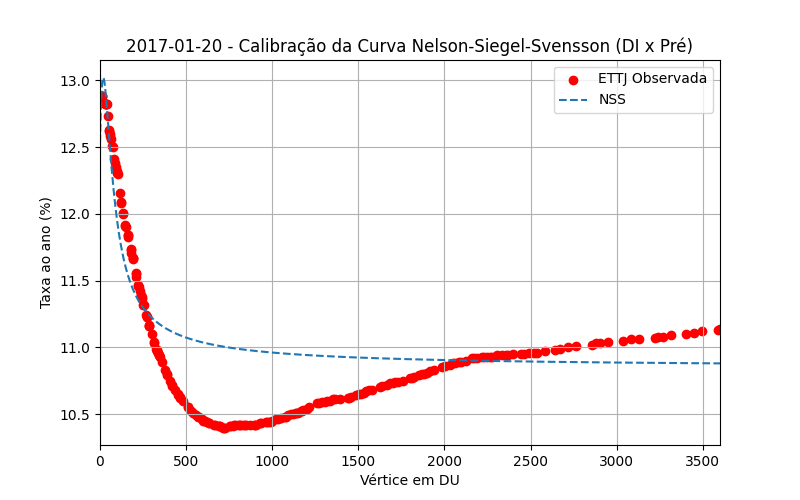 2017-01-20 - Calibração da Curva Nelson-Siegel-Svensson (DI x Pré)
ETTJ Observada
NSS
Taxa ao ano (%)
13.0
12.5
12.0
11.5
11.0
10.5
0 500 1000 1500 2000 2500 3000 3500
Vértice em DU